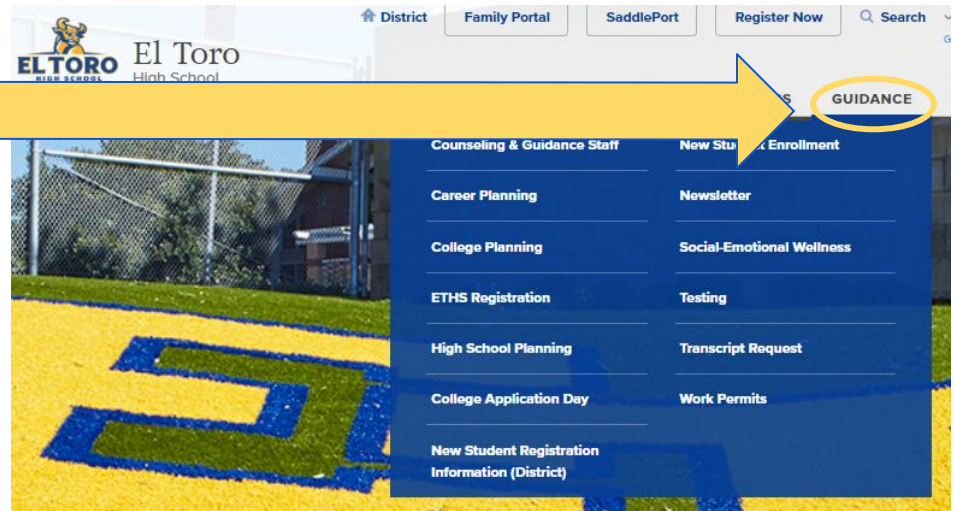 District
Family Portal
SaddlePort
Register Now
Search
EL TORO
HIGH SCHOOL
El Toro
High School
GUIDANCE
Counseling & Guidance Staff
New Student Enrollment
Career Planning
Newsletter
College Planning
Social-Emotional Wellness
ETHS Registration
Testing
High School Planning
Transcript Request
College Application Day
Work Permits
New Student Registration
Information (District)